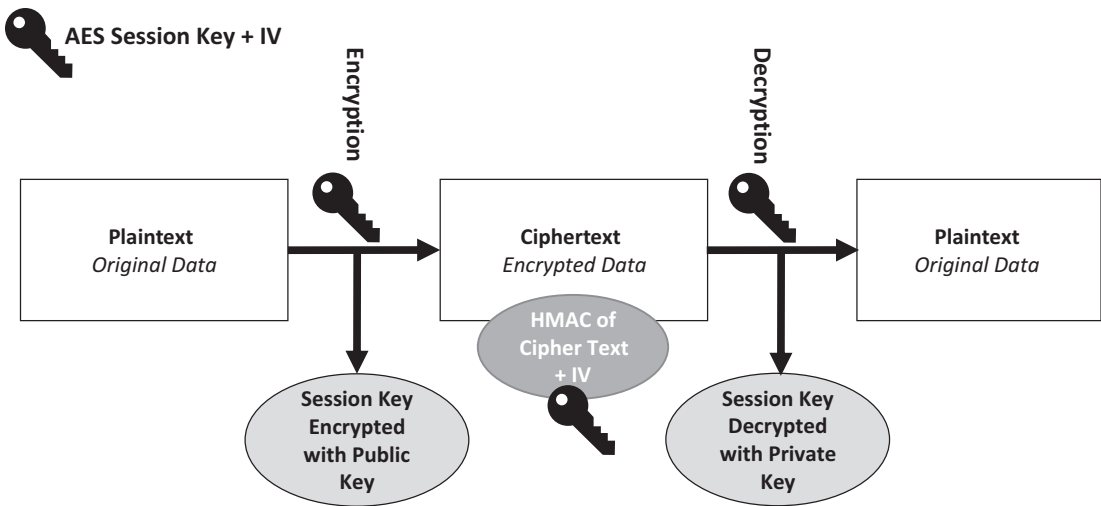 AES Session Key + IV
Encryption
Decryption
Plaintext
Original Data
Ciphertext
Encrypted Data
Plaintext
Original Data
HMAC of
Cipher Text
+ IV
Session Key
Encrypted
with Public
Key
Session Key
Decrypted
with Private
Key